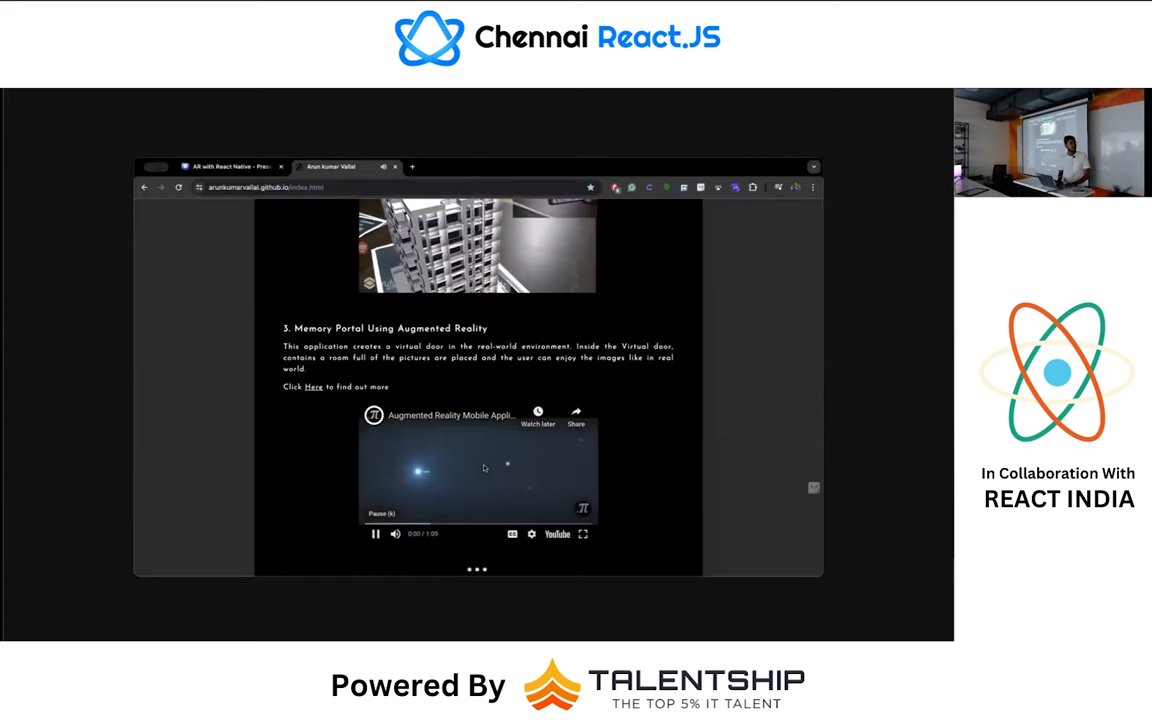 Chennai React.JS
AR with React Native - Pres
Arun kumar Vallal
arunkumarvallal.github.io/index.html
3. Memory Portal Using Augmented Reality
This application creates a virtual door in the real-world environment. Inside the Virtual door,
contains a room full of the pictures are placed and the user can enjoy the images like in real
world.
Click Here to find out more
Augmented Reality Mobile Appli...
Watch later
Share
Pause (k)
0:00 / 1:09
YouTube
In Collaboration With
REACT INDIA
Powered By
TALENTSHIP
THE TOP 5% IT TALENT